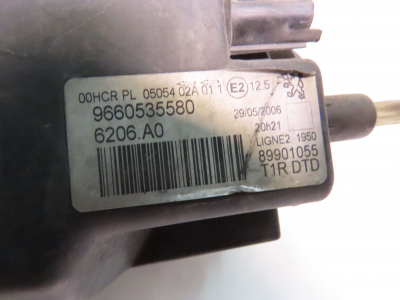 00HCR PL 05054 02A 01 1 E2 12.5
9660535580
29/05/2006
6206.A0
20h21
LIGNE2 1950
89901055
T1R DTD